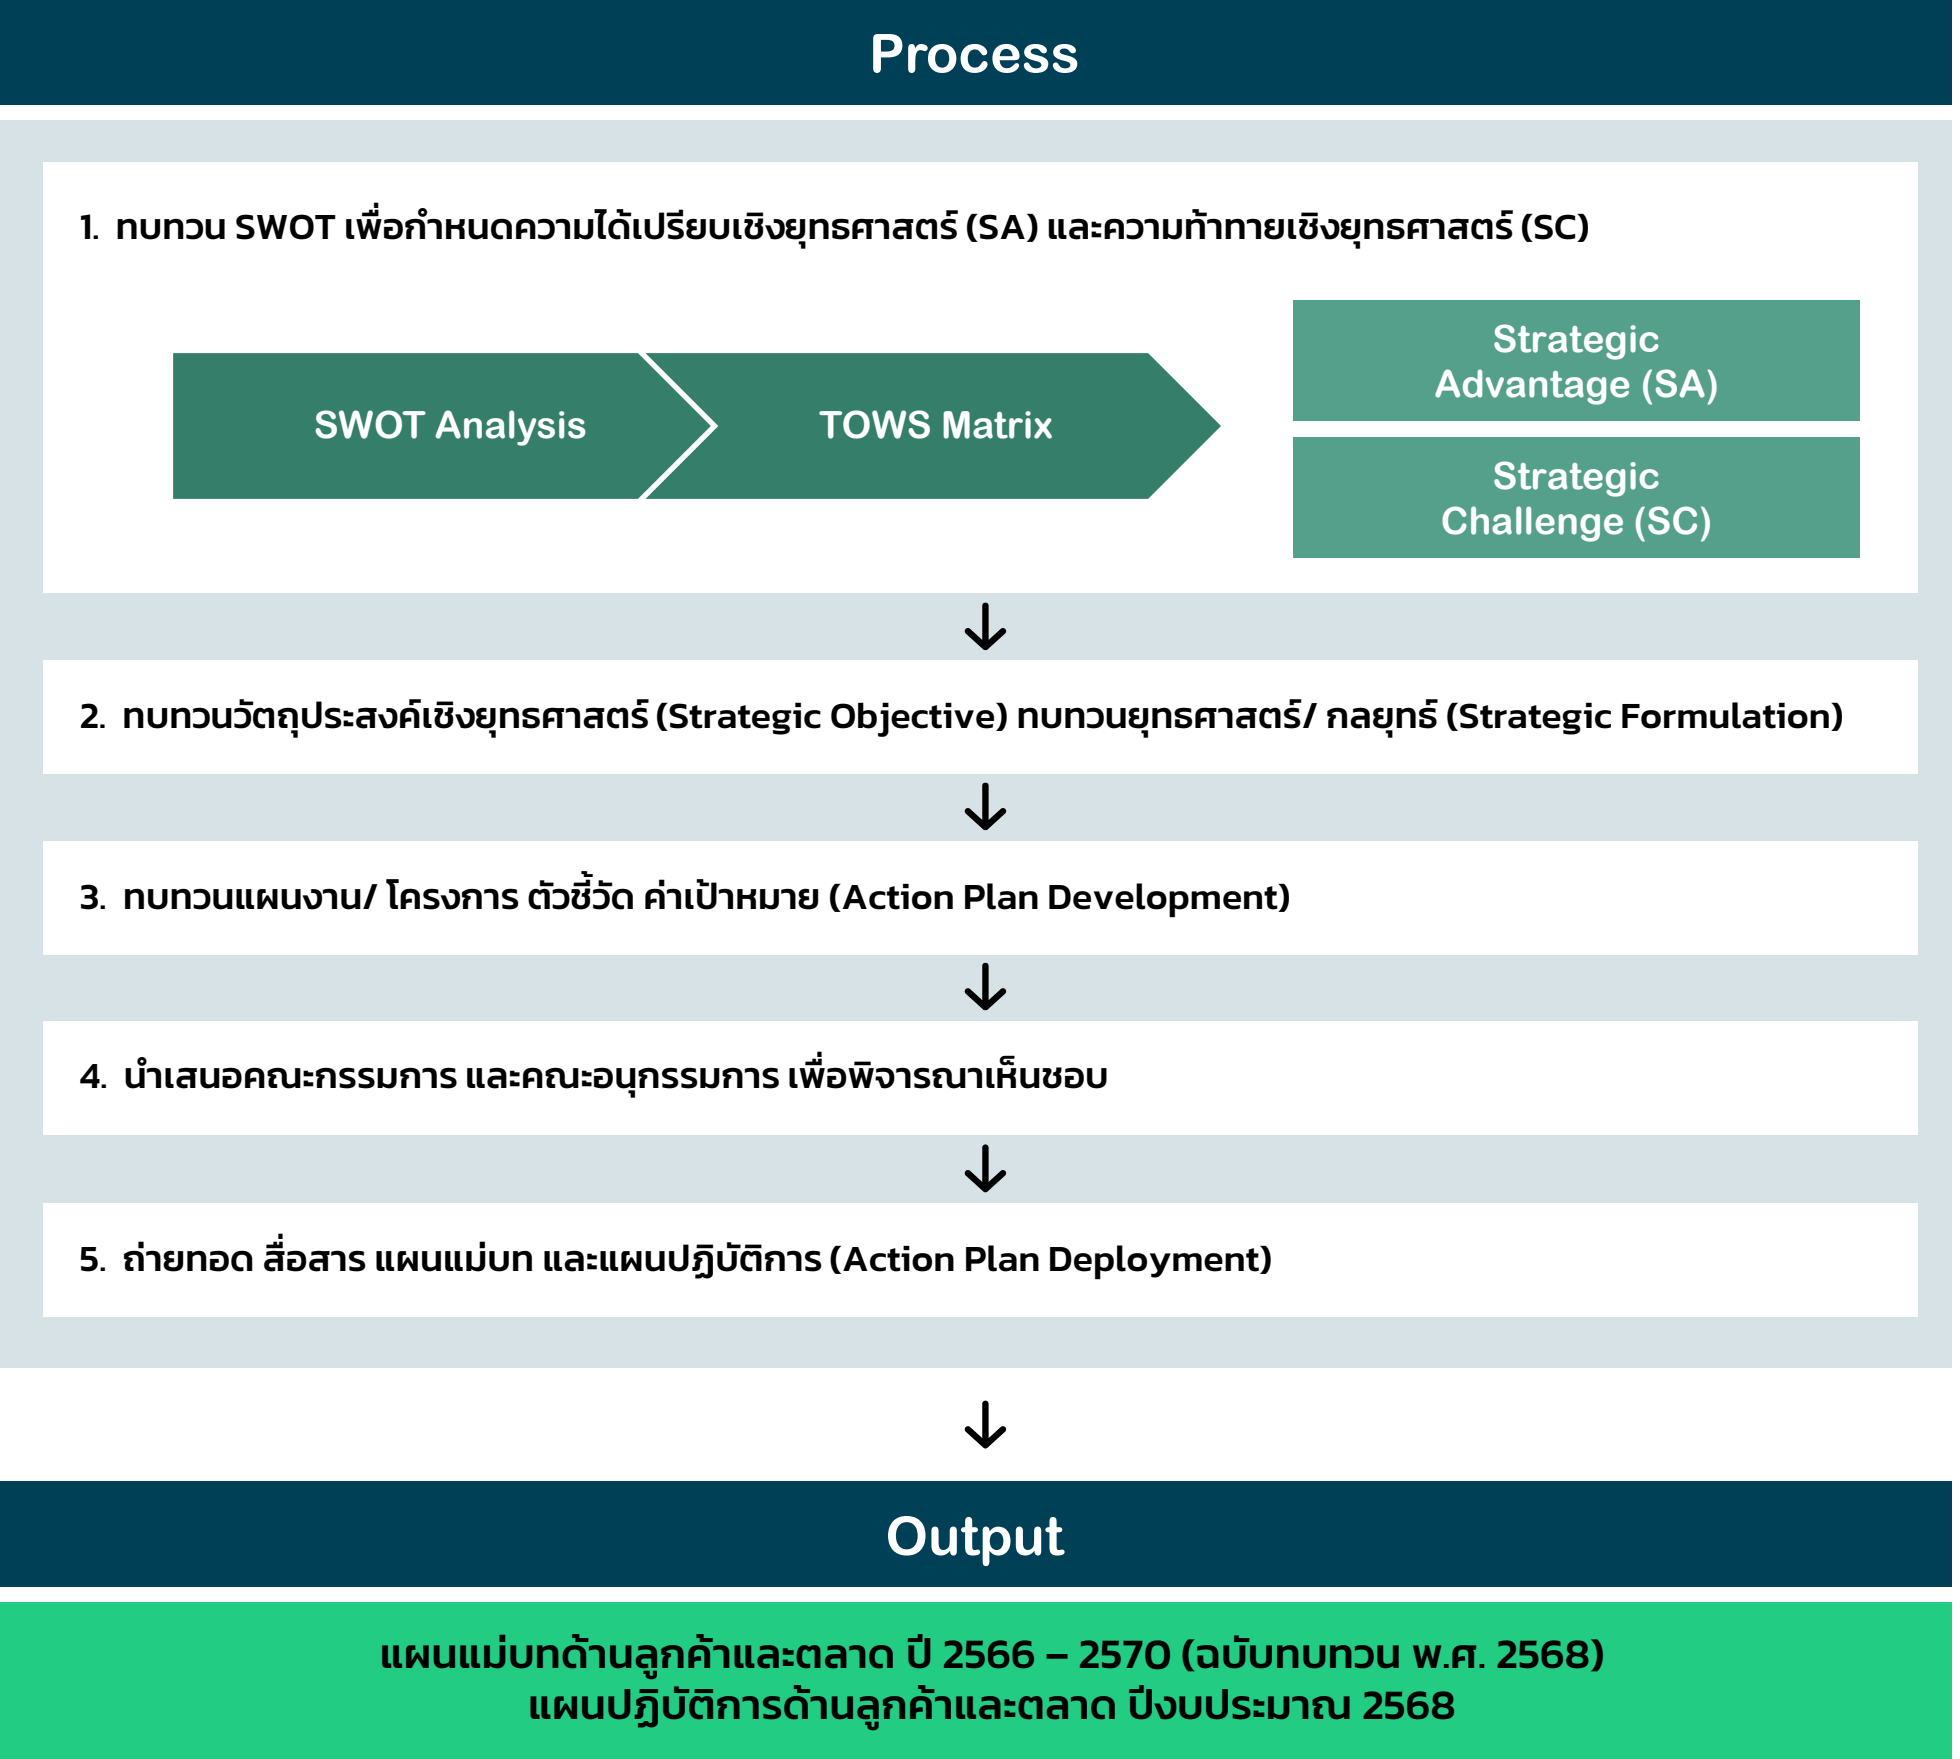 Process
1. ทบทวน SWOT เพื่อกำหนดความได้เปรียบเชิงยุทธศาสตร์ (SA) และความท้าทายเชิงยุทธศาสตร์ (SC)
SWOT Analysis
TOWS Matrix
Strategic
Advantage (SA)
Strategic
Challenge (SC)
2. ทบทวนวัตถุประสงค์เชิงยุทธศาสตร์ (Strategic Objective) ทบทวนยุทธศาสตร์/ กลยุทธ์ (Strategic Formulation)
3. ทบทวนแผนงาน/ โครงการ ตัวชี้วัด ค่าเป้าหมาย (Action Plan Development)
4. นำเสนอคณะกรรมการ และคณะอนุกรรมการ เพื่อพิจารณาเห็นชอบ
5. ถ่ายทอด สื่อสาร แผนแม่บท และแผนปฏิบัติการ (Action Plan Deployment)
Output
แผนแม่บทด้านลูกค้าและตลาด ปี 2566 – 2570 (ฉบับทบทวน พ.ศ. 2568)
แผนปฏิบัติการด้านลูกค้าและตลาด ปีงบประมาณ 2568